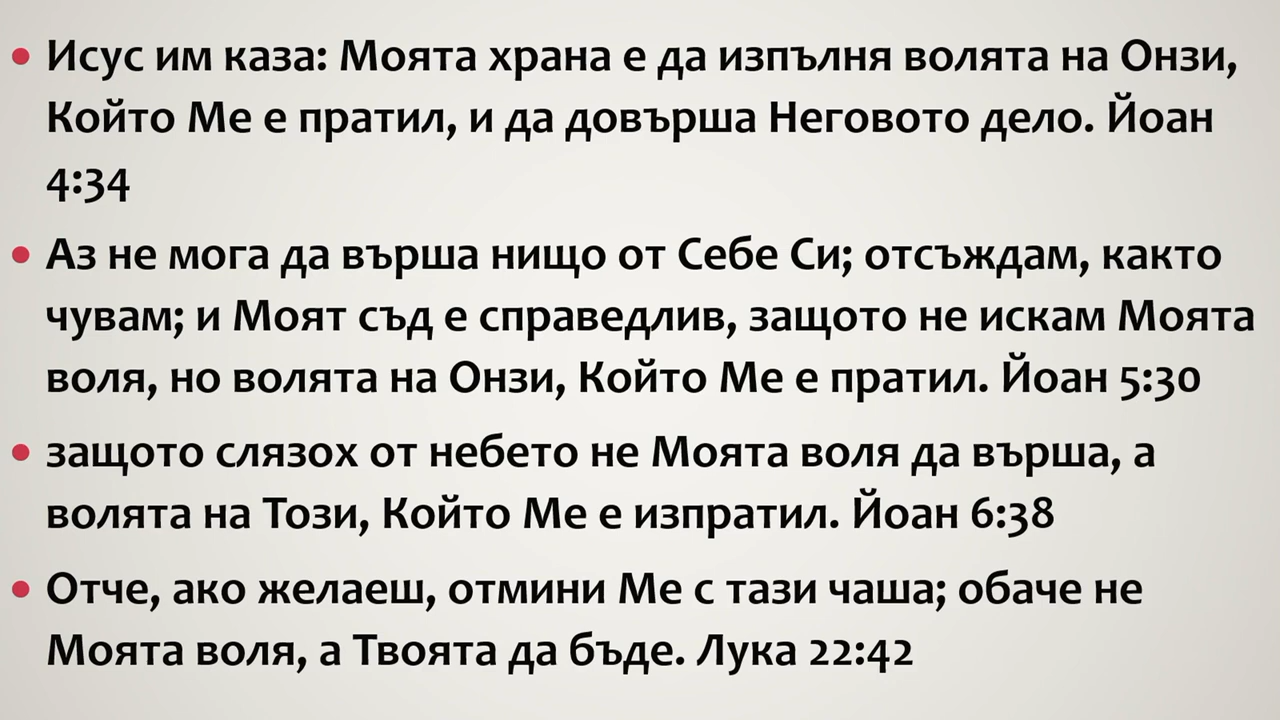 • Исус им каза: Моята храна е да изпълня волята на Онзи,
Който Ме е пратил, и да довърша Неговото дело. Йоан
4:34
• Аз не мога да върша нищо от Себе Си; отсъждам, както
чувам; и Моят съд е справедлив, защото не искам Моята
воля, но волята на Онзи, Който Ме е пратил. Йоан 5:30
• защото слязох от небето не Моята воля да върша, а
волята на Този, Който Ме е изпратил. Йоан 6:38
• Отче, ако желаеш, отмини Ме с тази чаша; обаче не
Моята воля, а Твоята да бъде. Лука 22:42